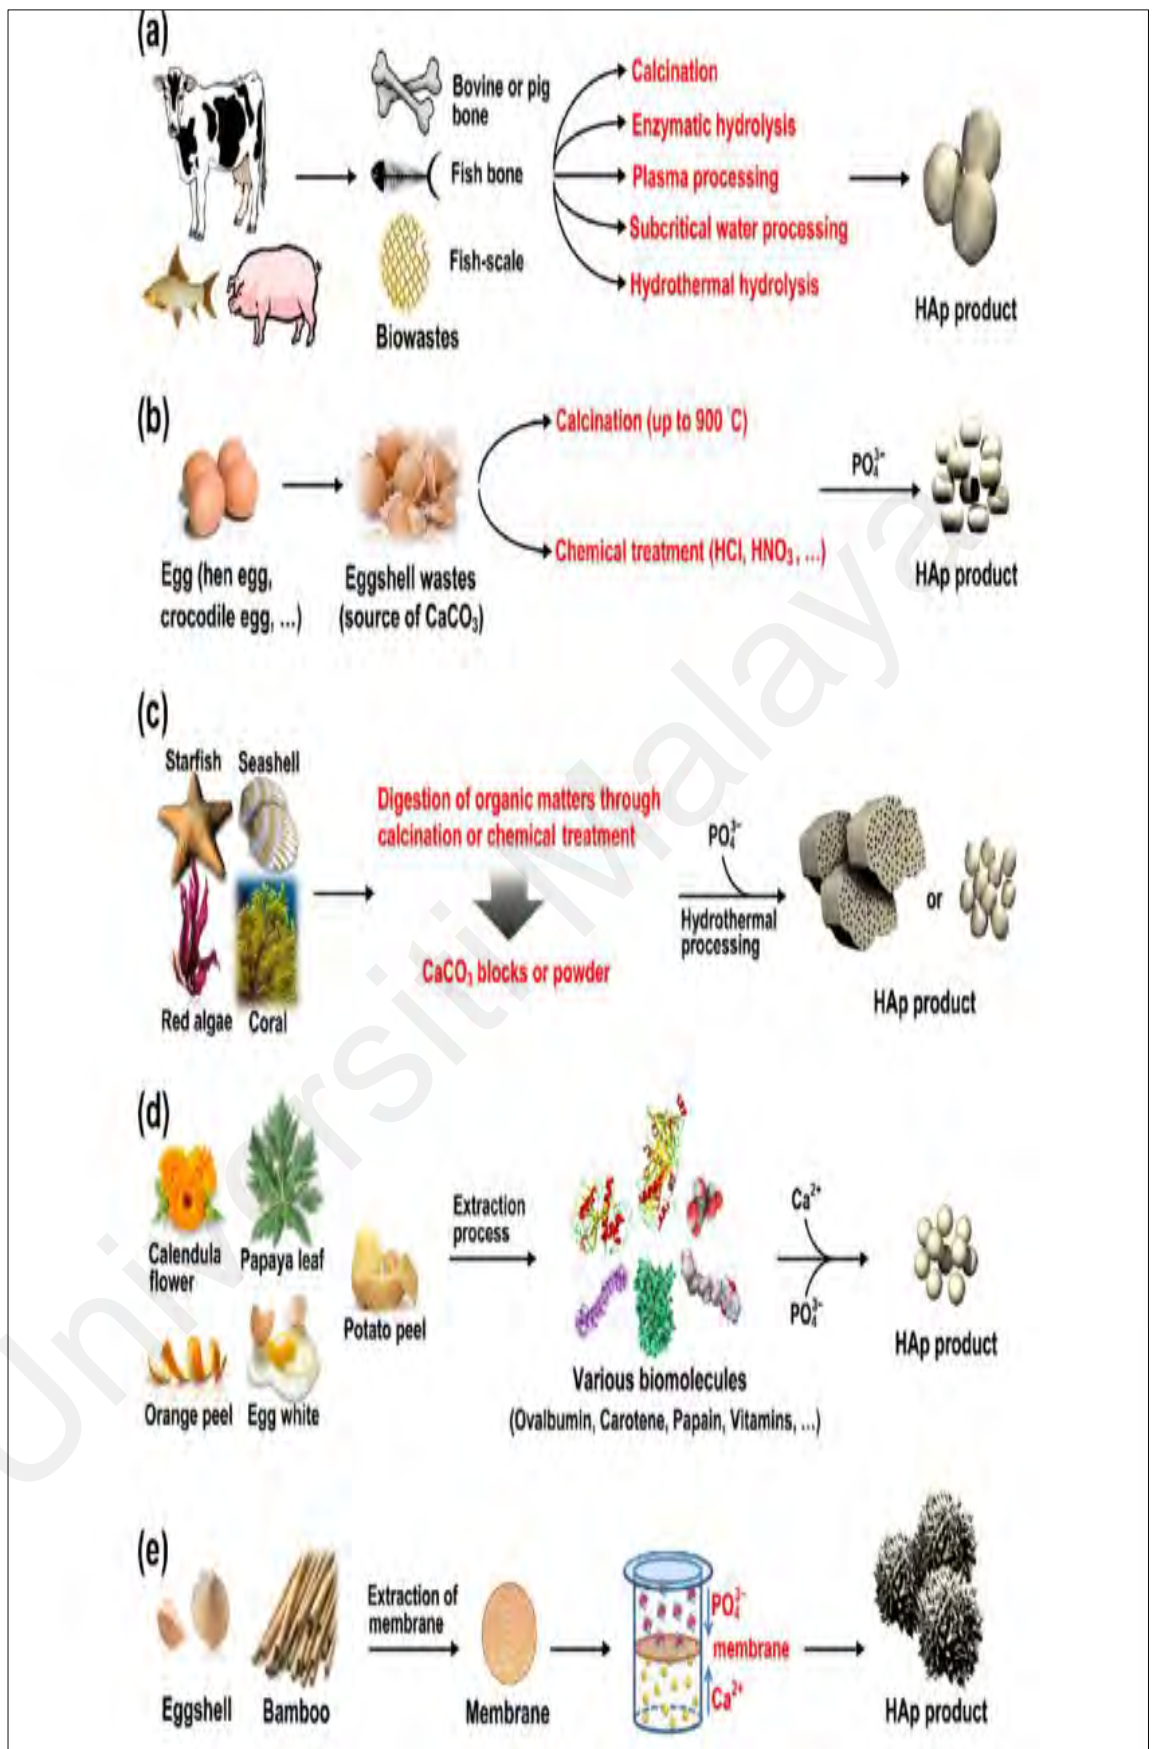 (a)
Bovine or pig
bone
Fish bone
Fish-scale
Biowastes
Calcination
Enzymatic hydrolysis
Plasma processing
Subcritical water processing
Hydrothermal hydrolysis
HAp product
(b)
Egg (hen egg,
crocodile egg, ...)
Eggshell wastes
(source of CaCO₃)
Calcination (up to 900 °C)
Chemical treatment (HCl, HNO₃, ...)
PO₄³⁻
HAp product
(c)
Starfish Seashell
Red algae Coral
Digestion of organic matters through
calcination or chemical treatment
CaCO₃ blocks or powder
PO₄³⁻
Hydrothermal
processing
or
HAp product
(d)
Calendula
flower
Papaya leaf
Orange peel
Egg white
Potato peel
Extraction
process
Various biomolecules
(Ovalbumin, Carotene, Papain, Vitamins, ...)
Ca²⁺
PO₄³⁻
HAp product
(e)
Eggshell
Bamboo
Extraction of
membrane
Membrane
PO₄³⁻
membrane
Ca²⁺
HAp product
Universiti Malaya